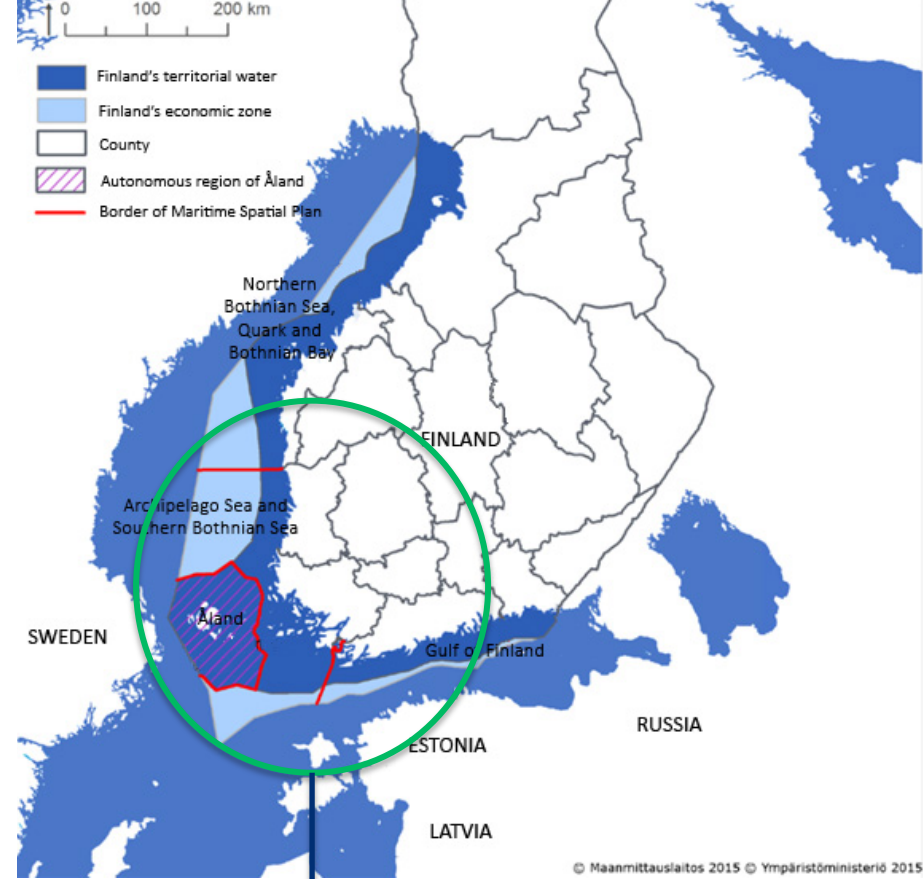 0 100 200 km
Finland's territorial water
Finland's economic zone
County
Autonomous region of Åland
Border of Maritime Spatial Plan
Northern
Bothnian Sea,
Quark and
Bothnian Bay
FINLAND
Archipelago Sea and
Southern Bothnian Sea
Åland
SWEDEN
Gulf of Finland
RUSSIA
ESTONIA
LATVIA
© Maanmittauslaitos 2015 © Ympäristöministeriö 2015